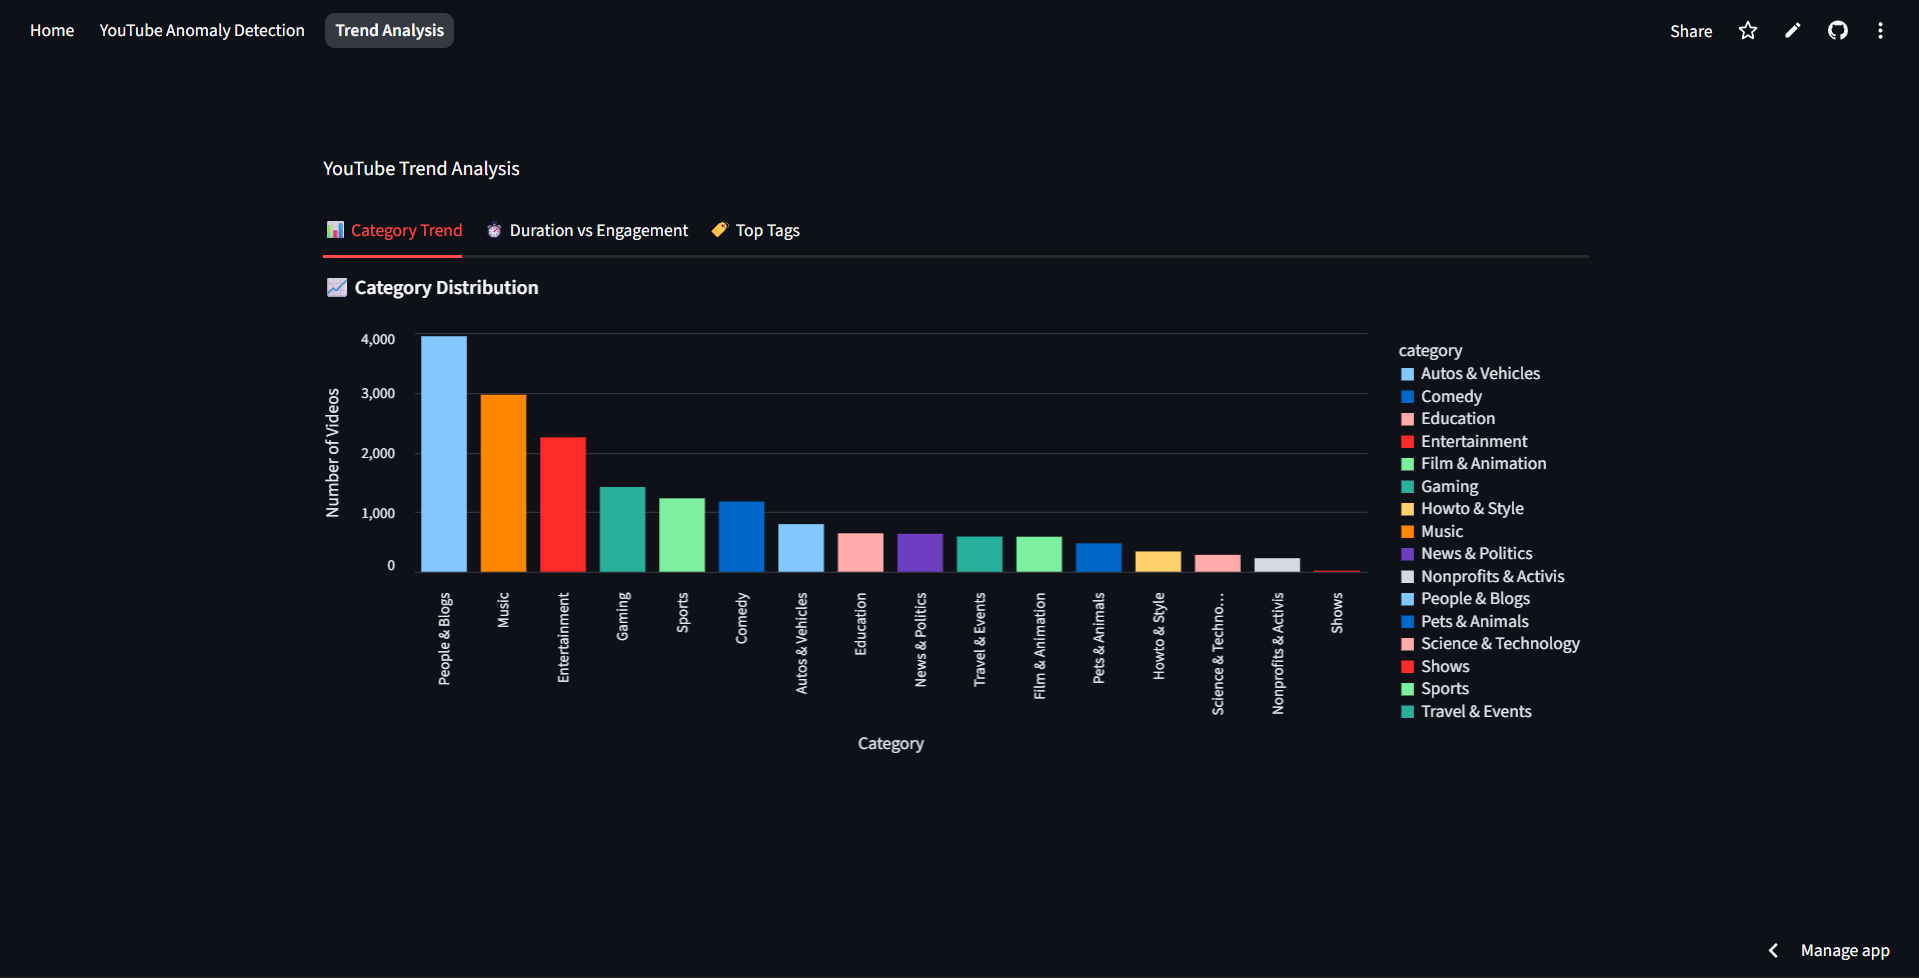 Home YouTube Anomaly Detection Trend Analysis Share
YouTube Trend Analysis
Category Trend Duration vs Engagement Top Tags
Category Distribution
Number of Videos
4,000
3,000
2,000
1,000
0
People & Blogs
Music
Entertainment
Gaming
Sports
Comedy
Autos & Vehicles
Education
News & Politics
Travel & Events
Film & Animation
Pets & Animals
Howto & Style
Science & Techno...
Nonprofits & Activis
Shows
Category
category
Autos & Vehicles
Comedy
Education
Entertainment
Film & Animation
Gaming
Howto & Style
Music
News & Politics
Nonprofits & Activis
People & Blogs
Pets & Animals
Science & Technology
Shows
Sports
Travel & Events
Manage app